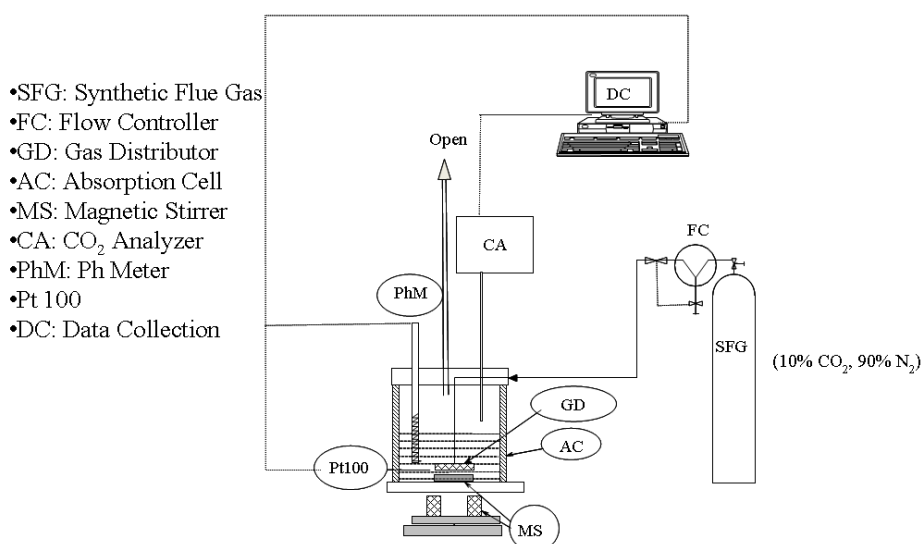 •SFG: Synthetic Flue Gas
•FC: Flow Controller
•GD: Gas Distributor
•AC: Absorption Cell
•MS: Magnetic Stirrer
•CA: CO₂ Analyzer
•PhM: Ph Meter
•Pt 100
•DC: Data Collection
DC
Open
CA
FC
PhM
SFG
(10% CO₂, 90% N₂)
GD
AC
Pt100
MS